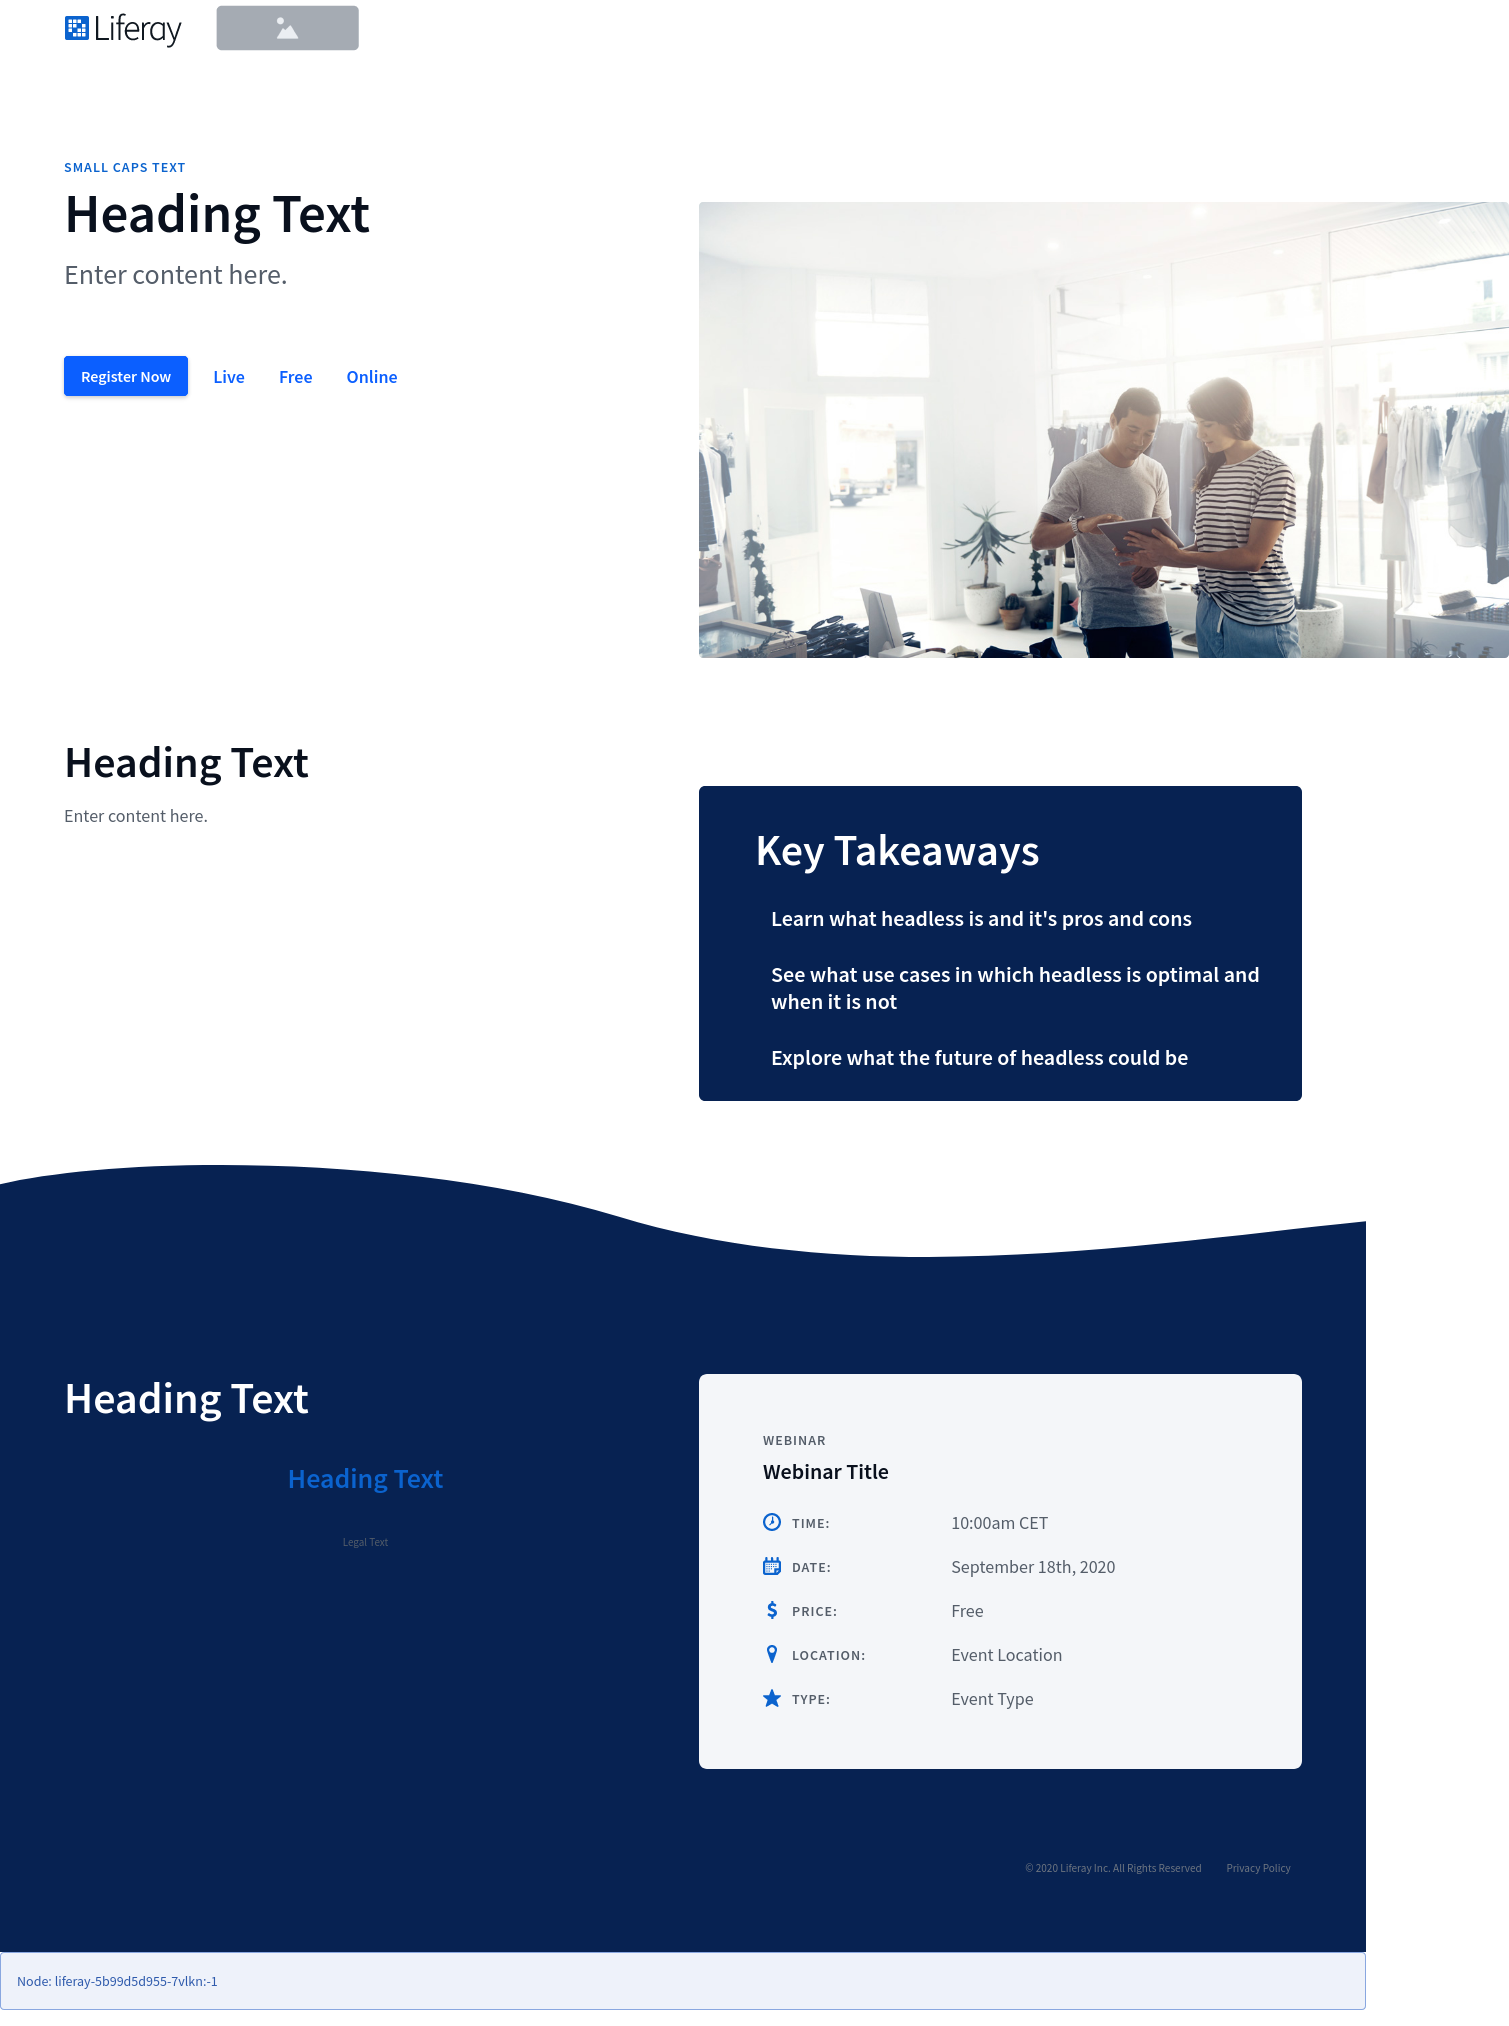 Liferay
SMALL CAPS TEXT
Heading Text
Enter content here.
Register Now Live Free Online
Heading Text
Enter content here.
Key Takeaways
Learn what headless is and it's pros and cons
See what use cases in which headless is optimal and
when it is not
Explore what the future of headless could be
Heading Text
Heading Text
Legal Text
WEBINAR
Webinar Title
TIME: 10:00am CET
DATE: September 18th, 2020
PRICE: Free
LOCATION: Event Location
TYPE: Event Type
© 2020 Liferay Inc. All Rights Reserved Privacy Policy
Node: liferay-5b99d5d955-7vlkn:-1